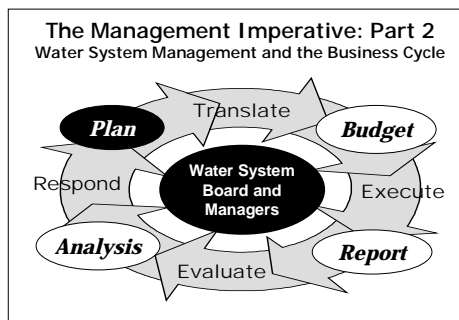 The Management Imperative: Part 2
Water System Management and the Business Cycle
Translate
Plan
Budget
Water System
Board and
Managers
Respond
Execute
Analysis
Report
Evaluate